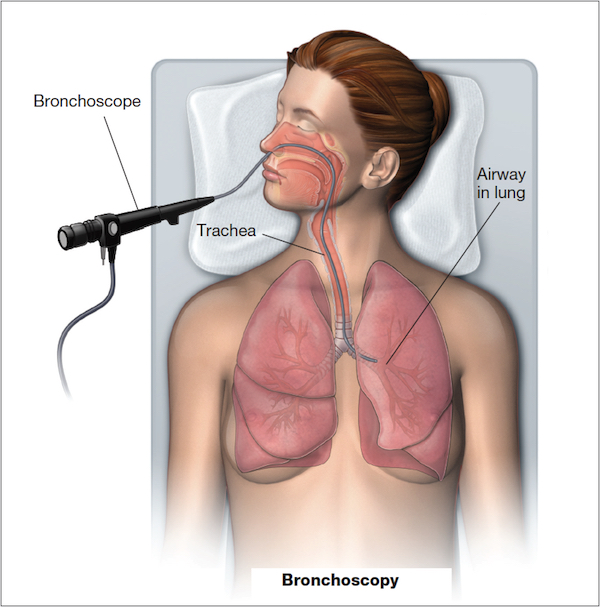 Bronchoscope
Airway
in lung
Trachea
Bronchoscopy